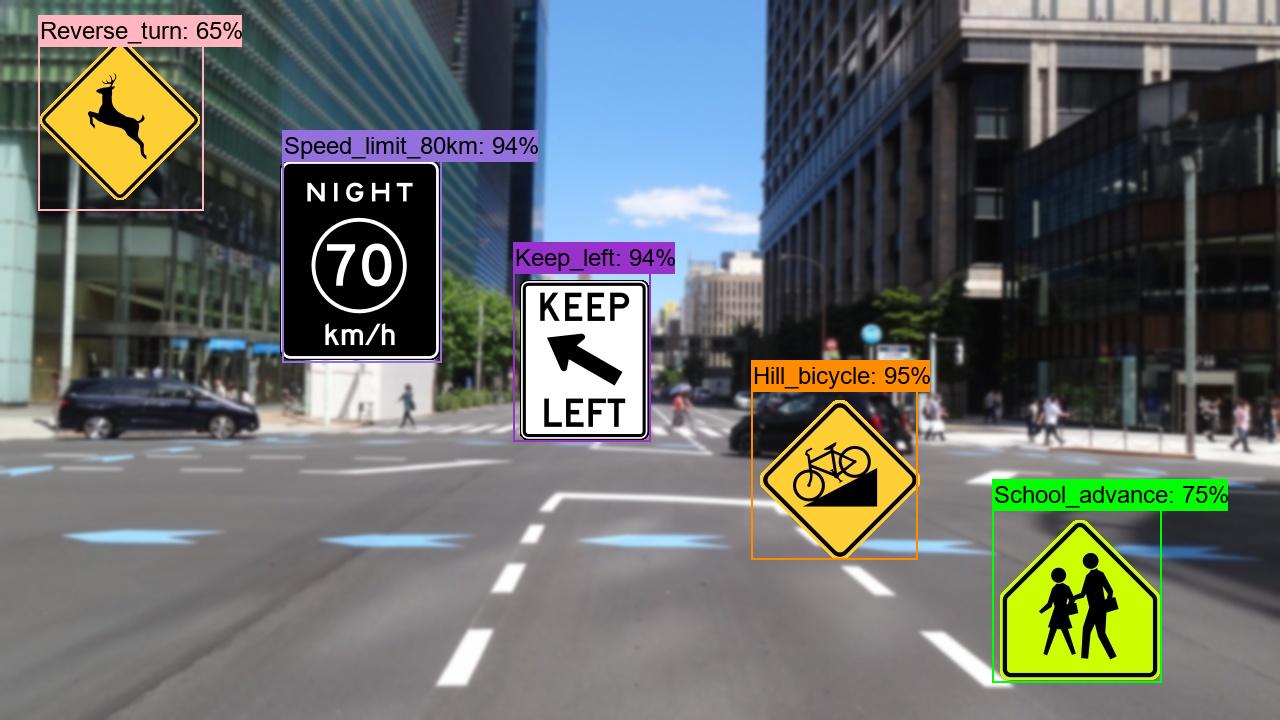 Reverse_turn: 65%
Speed_limit_80km: 94%
NIGHT
70
km/h
Keep_left: 94%
KEEP
LEFT
Hill_bicycle: 95%
School_advance: 75%